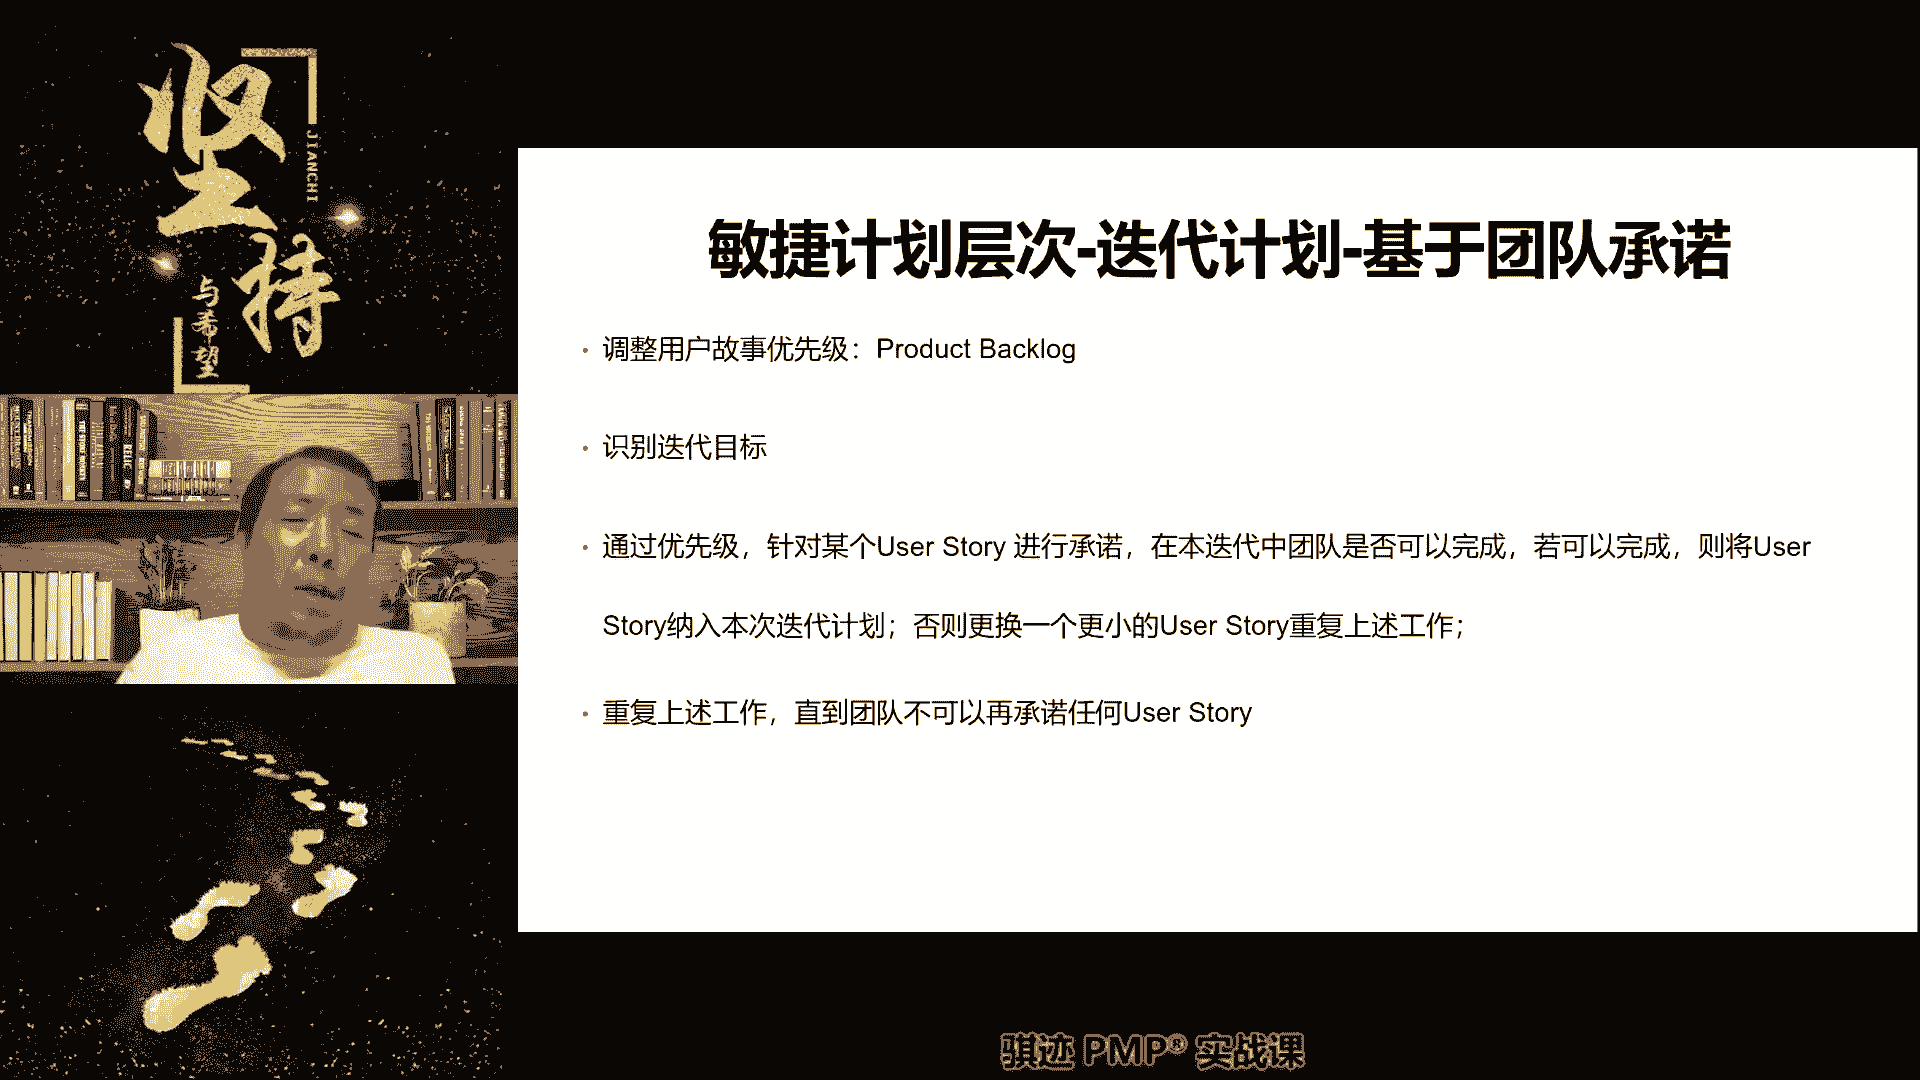 坚持
JIANCHI
与希望
敏捷计划层次-迭代计划-基于团队承诺
· 调整用户故事优先级：Product Backlog
· 识别迭代目标
· 通过优先级，针对某个User Story 进行承诺，在本迭代中团队是否可以完成，若可以完成，则将User
Story纳入本次迭代计划；否则更换一个更小的User Story重复上述工作；
· 重复上述工作，直到团队不可以再承诺任何User Story
骐迹 PMP® 实战课